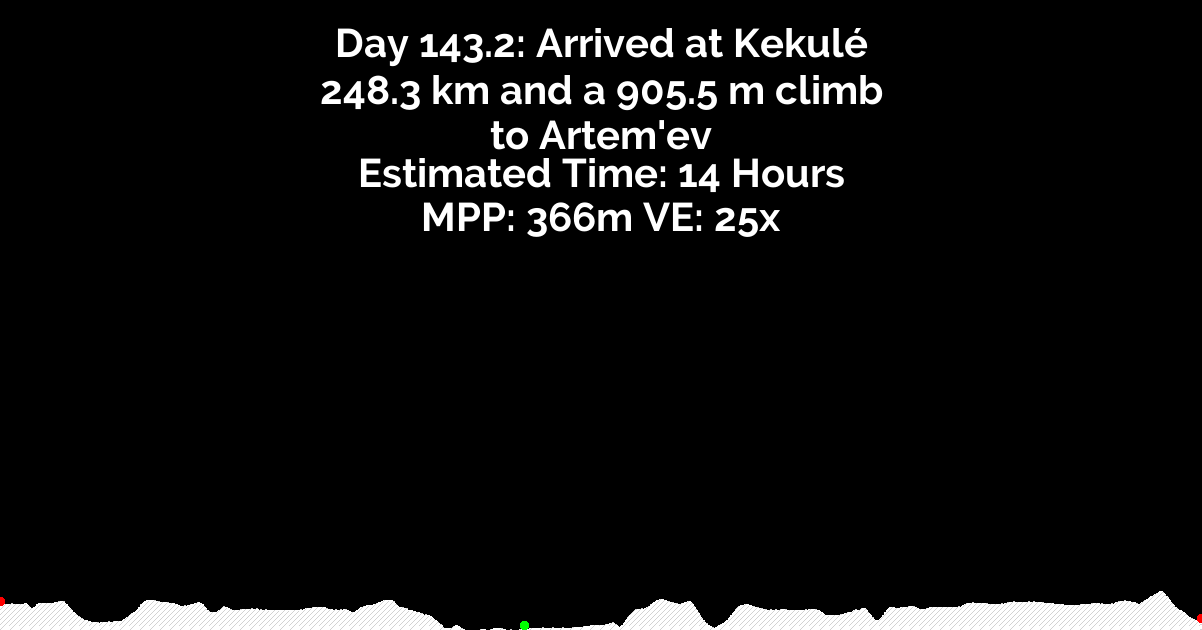 Day 143.2: Arrived at Kekulé
248.3 km and a 905.5 m climb
to Artem'ev
Estimated Time: 14 Hours
MPP: 366m VE: 25x